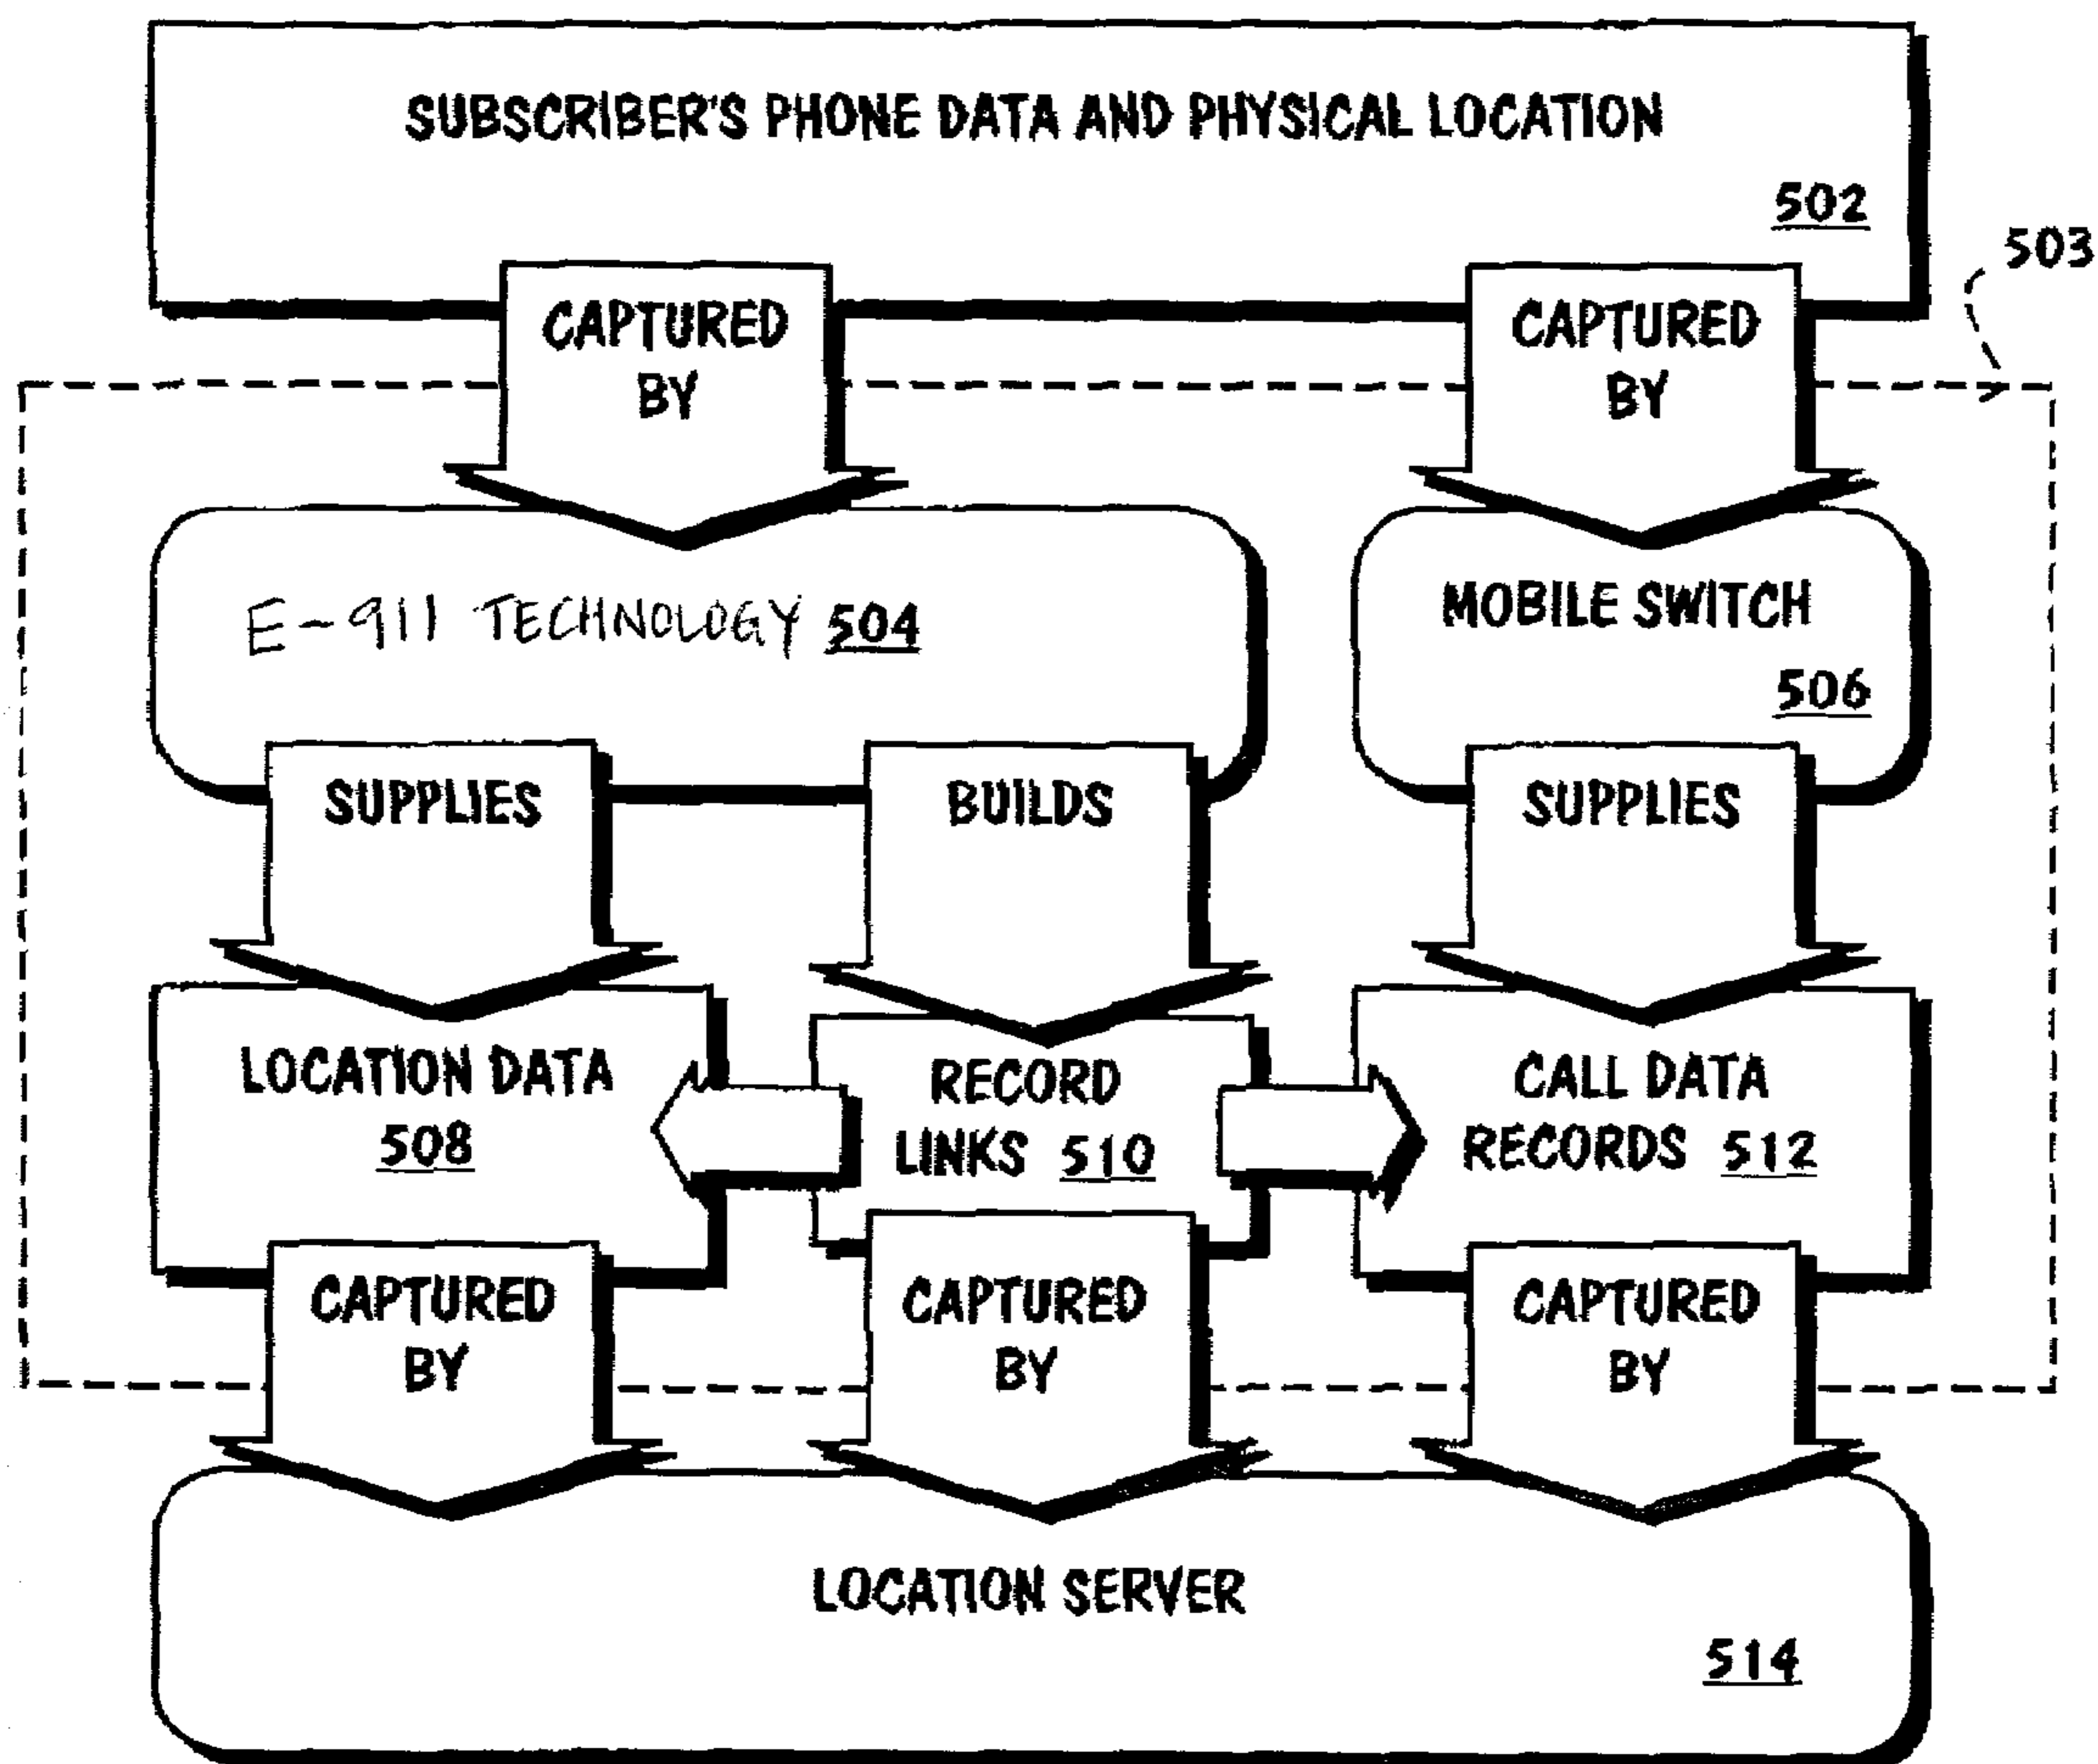 SUBSCRIBER'S PHONE DATA AND PHYSICAL LOCATION
502
503
CAPTURED
BY
CAPTURED
BY
E-911 TECHNOLOGY 504
MOBILE SWITCH
506
SUPPLIES
BUILDS
SUPPLIES
LOCATION DATA
508
RECORD
LINKS 510
CALL DATA
RECORDS 512
CAPTURED
BY
CAPTURED
BY
CAPTURED
BY
LOCATION SERVER
514